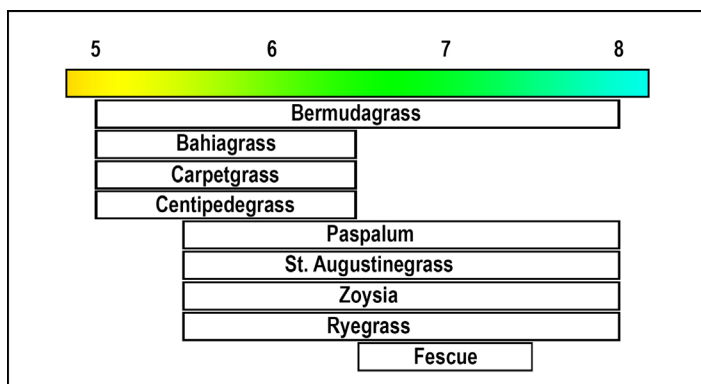 5 6 7 8
Bermudagrass
Bahiagrass
Carpetgrass
Centipedegrass
Paspalum
St. Augustinegrass
Zoysia
Ryegrass
Fescue